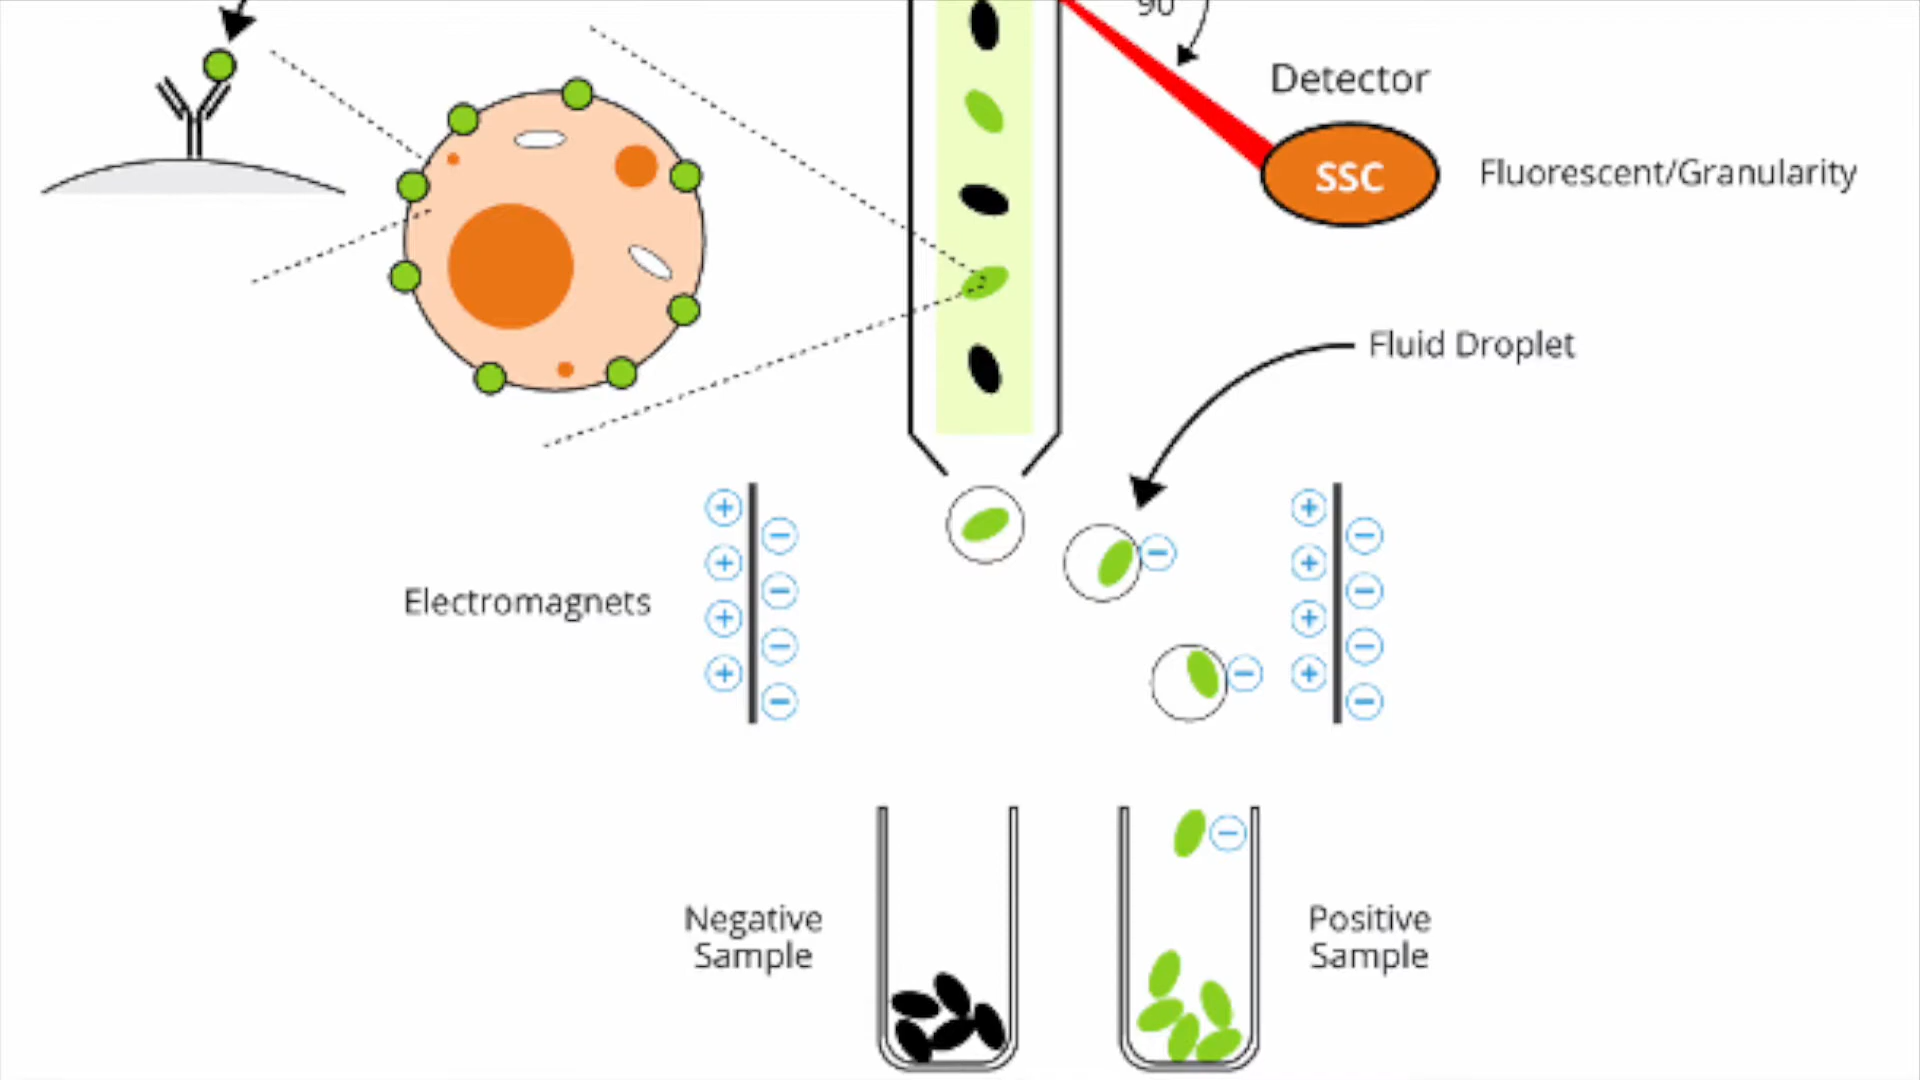 90
Detector
SSC
Fluorescent/Granularity
Fluid Droplet
Electromagnets
Negative
Sample
Positive
Sample